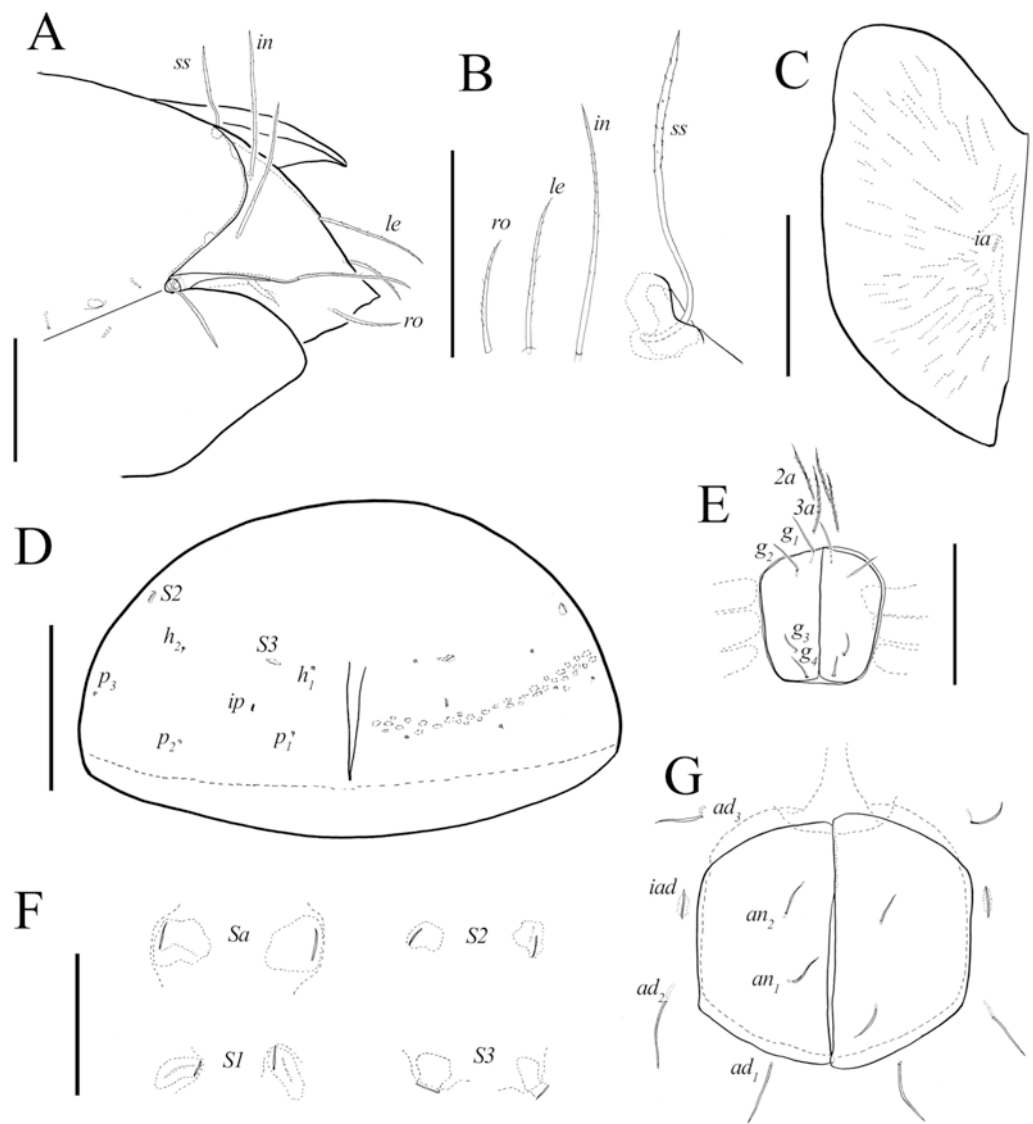 A
ss
in
le
ro
B
ro
le
in
ss
C
ia
D
S2
h2
S3
h1
p3
ip
p2
p1
E
2a
3a
g1
g2
g3
g4
F
Sa
S2
S1
S3
G
ad3
iad
an2
an1
ad2
ad1